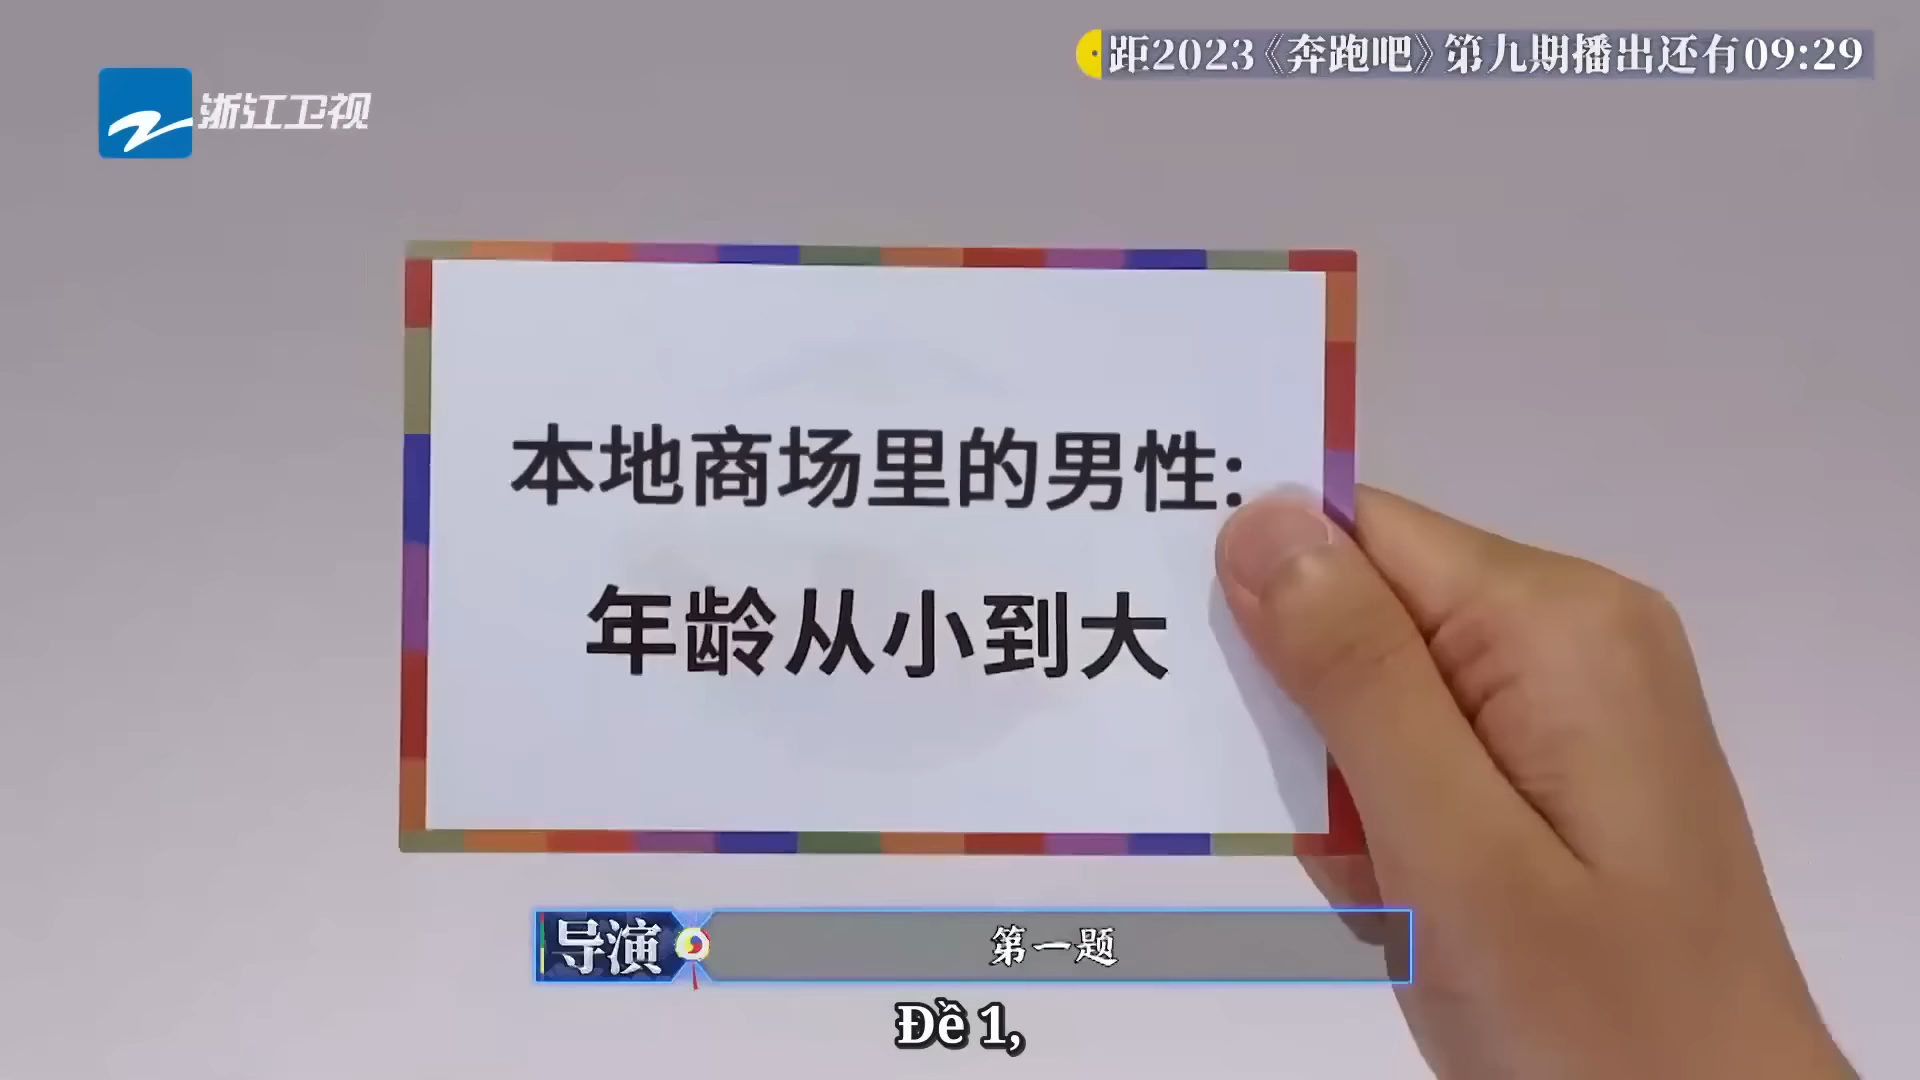 距2023《奔跑吧》第九期播出还有09:29
浙江卫视
本地商场里的男性:
年龄从小到大
导演
第一题
Đề 1,